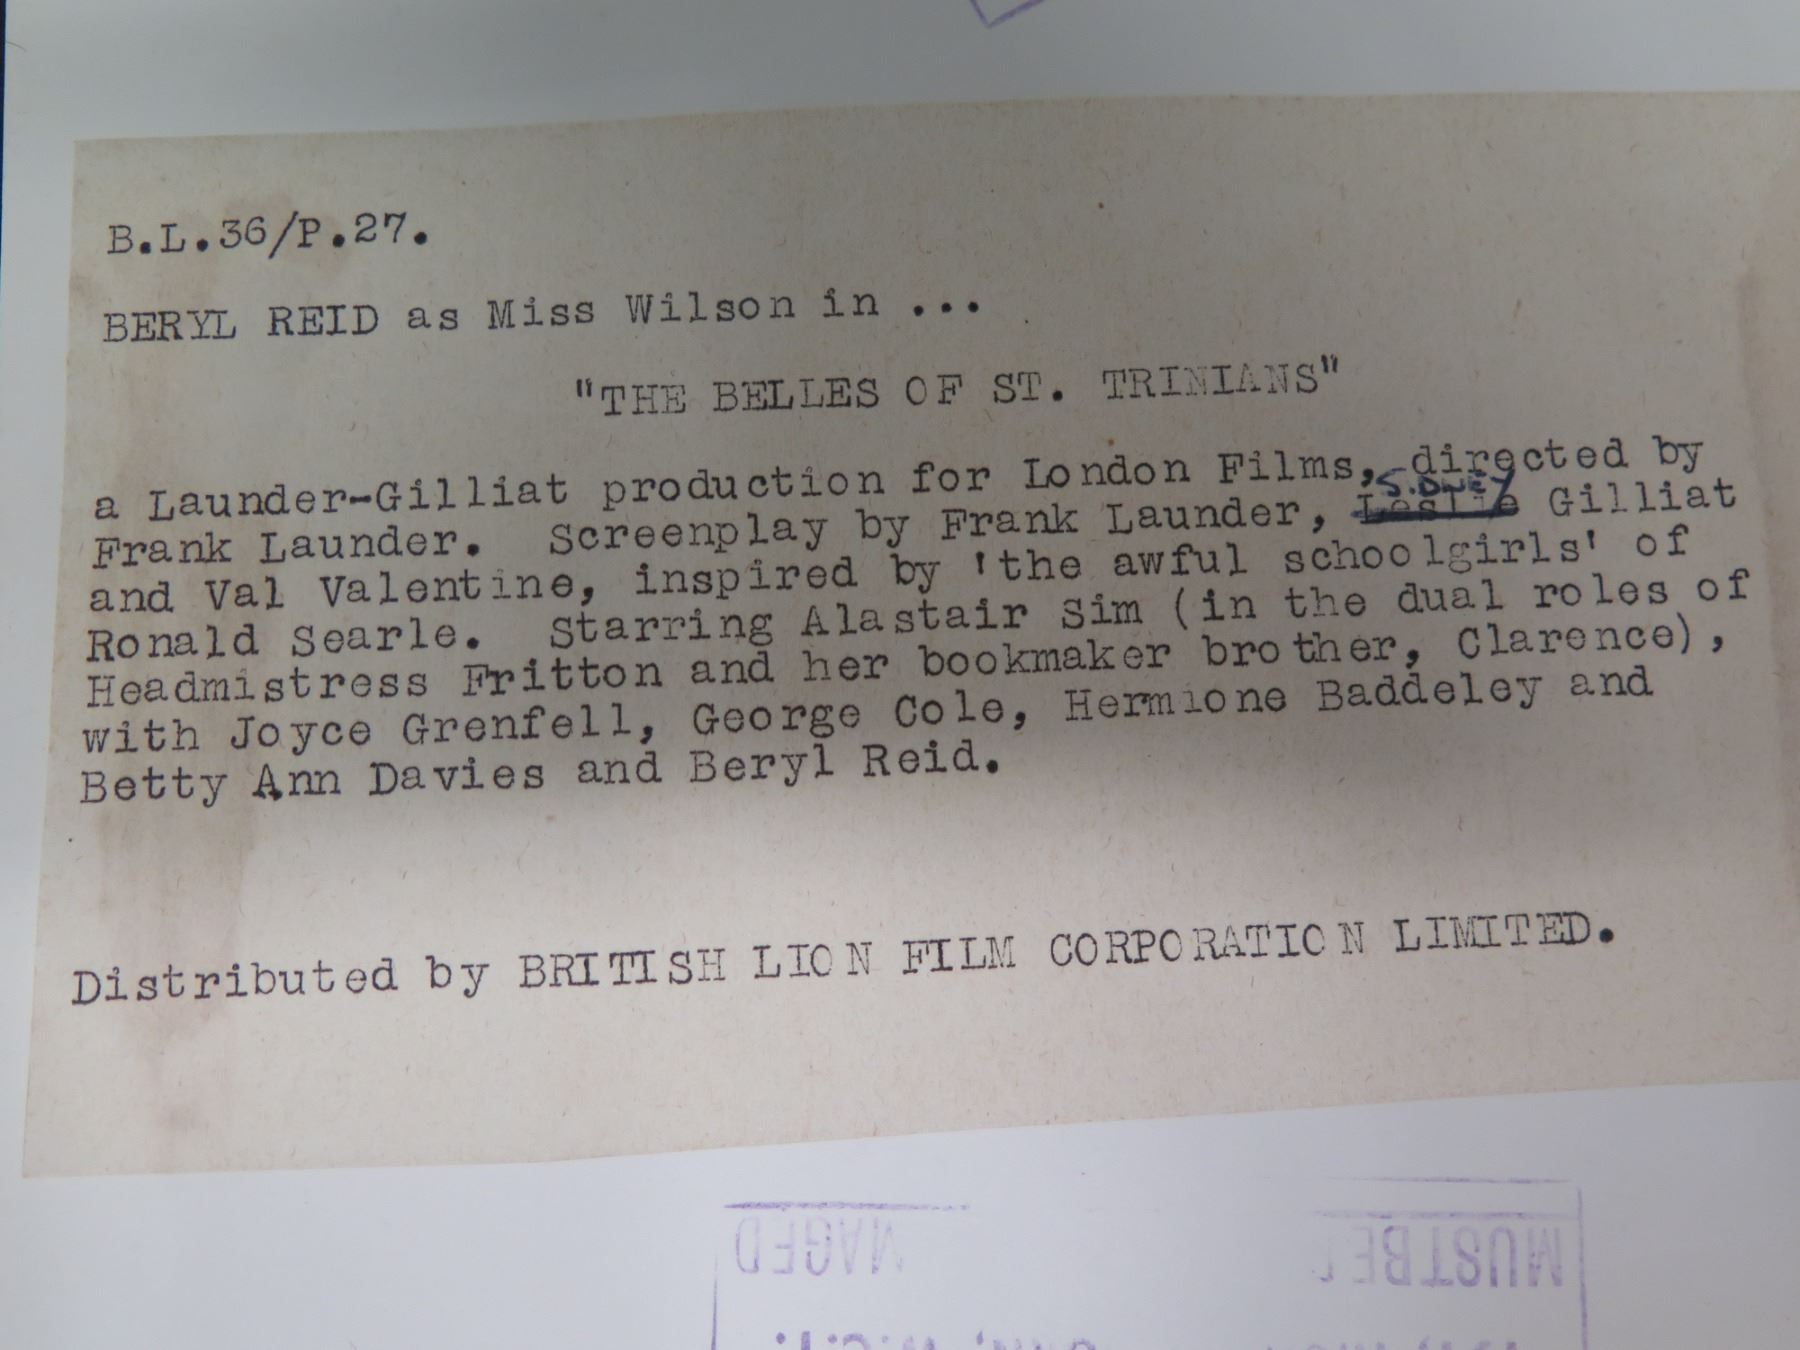 B.L.36/P.27.
BERYL REID as Miss Wilson in ...
"THE BELLES OF ST. TRINIANS"
a Launder-Gilliat production for London Films, directed by
S.Dney
Frank Launder. Screenplay by Frank Launder, Leslie Gilliat
and Val Valentine, inspired by 'the awful schoolgirls' of
Ronald Searle. Starring Alastair Sim (in the dual roles of
Headmistress Fritton and her bookmaker brother, Clarence),
with Joyce Grenfell, George Cole, Hermione Baddeley and
Betty Ann Davies and Beryl Reid.
Distributed by BRITISH LION FILM CORPORATION LIMITED.
MUST BE